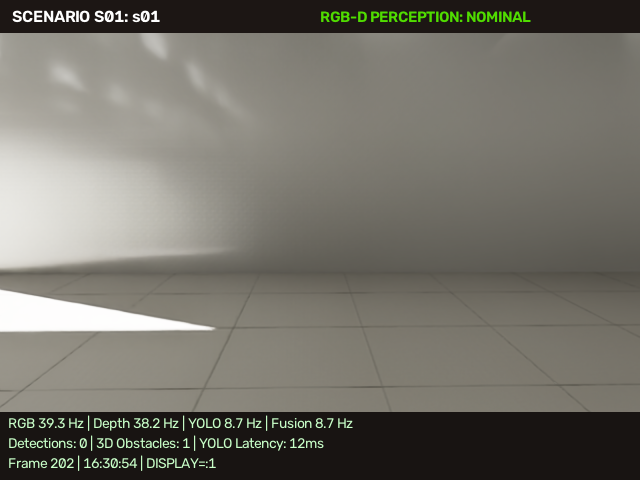 SCENARIO S01: s01
RGB-D PERCEPTION: NOMINAL
RGB 39.3 Hz | Depth 38.2 Hz | YOLO 8.7 Hz | Fusion 8.7 Hz
Detections: 0 | 3D Obstacles: 1 | YOLO Latency: 12ms
Frame 202 | 16:30:54 | DISPLAY=:1